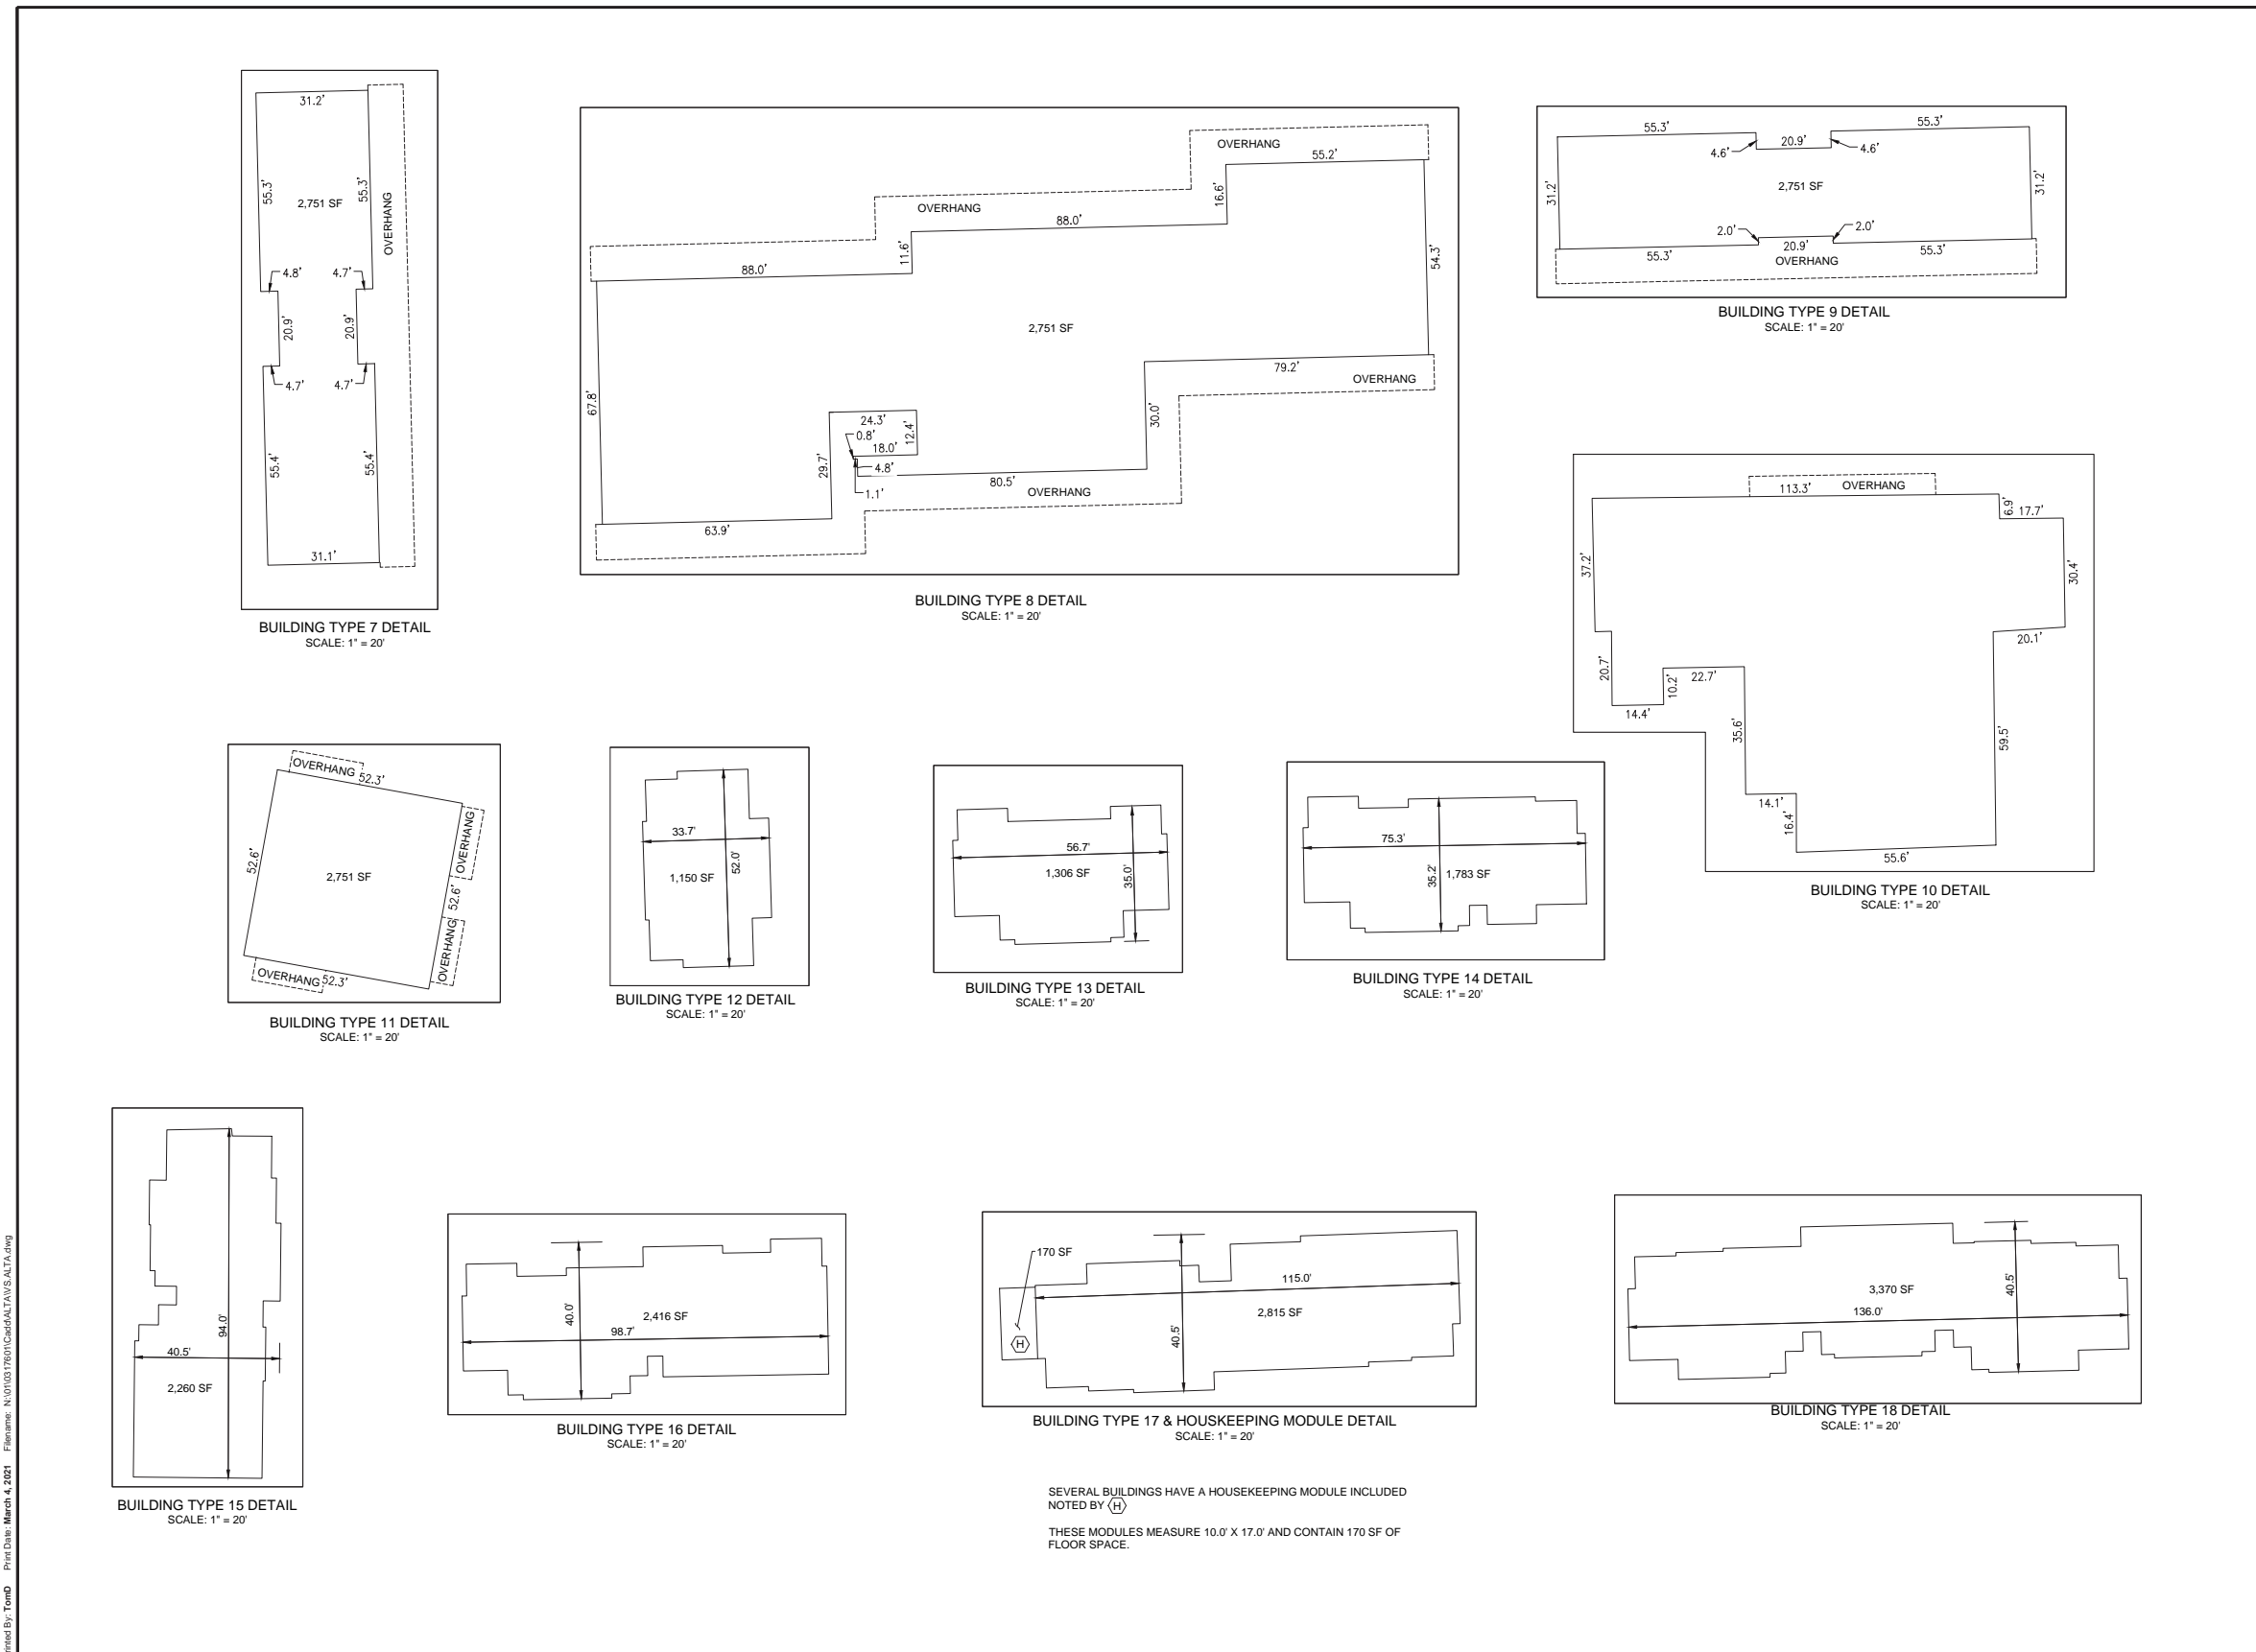 31.2'
55.3'
55.3'
2,751 SF
OVERHANG
4.8'
4.7'
20.9'
20.9'
4.7'
4.7'
55.4'
55.4'
31.1'
BUILDING TYPE 7 DETAIL
SCALE: 1" = 20'
OVERHANG
55.2'
16.6'
OVERHANG
88.0'
11.6'
88.0'
54.3'
2,751 SF
79.2'
OVERHANG
67.8'
30.0'
24.3'
12.4'
0.8'
18.0'
4.8'
29.7'
80.5'
1.1'
OVERHANG
63.9'
BUILDING TYPE 8 DETAIL
SCALE: 1" = 20'
55.3'
55.3'
20.9'
4.6'
4.6'
31.2'
2,751 SF
31.2'
2.0'
2.0'
20.9'
55.3'
55.3'
OVERHANG
BUILDING TYPE 9 DETAIL
SCALE: 1" = 20'
113.3'
OVERHANG
6.9'
17.7'
37.2'
30.4'
20.1'
20.7'
10.2'
22.7'
14.4'
35.6'
59.5'
14.1'
16.4'
55.6'
BUILDING TYPE 10 DETAIL
SCALE: 1" = 20'
OVERHANG
52.3'
OVERHANG
52.6'
2,751 SF
52.6'
OVERHANG
OVERHANG
52.3'
BUILDING TYPE 11 DETAIL
SCALE: 1" = 20'
33.7'
52.0'
1,150 SF
BUILDING TYPE 12 DETAIL
SCALE: 1" = 20'
56.7'
1,306 SF
35.0'
BUILDING TYPE 13 DETAIL
SCALE: 1" = 20'
75.3'
35.2'
1,783 SF
BUILDING TYPE 14 DETAIL
SCALE: 1" = 20'
94.0'
40.5'
2,260 SF
BUILDING TYPE 15 DETAIL
SCALE: 1" = 20'
40.0'
2,416 SF
98.7'
BUILDING TYPE 16 DETAIL
SCALE: 1" = 20'
170 SF
115.0'
2,815 SF
40.5'
H
BUILDING TYPE 17 & HOUSKEEPING MODULE DETAIL
SCALE: 1" = 20'
3,370 SF
40.5'
136.0'
BUILDING TYPE 18 DETAIL
SCALE: 1" = 20'
SEVERAL BUILDINGS HAVE A HOUSEKEEPING MODULE INCLUDED
NOTED BY H
THESE MODULES MEASURE 10.0' X 17.0' AND CONTAIN 170 SF OF
FLOOR SPACE.
By: TomD Print Date: March 4, 2021 Filename: